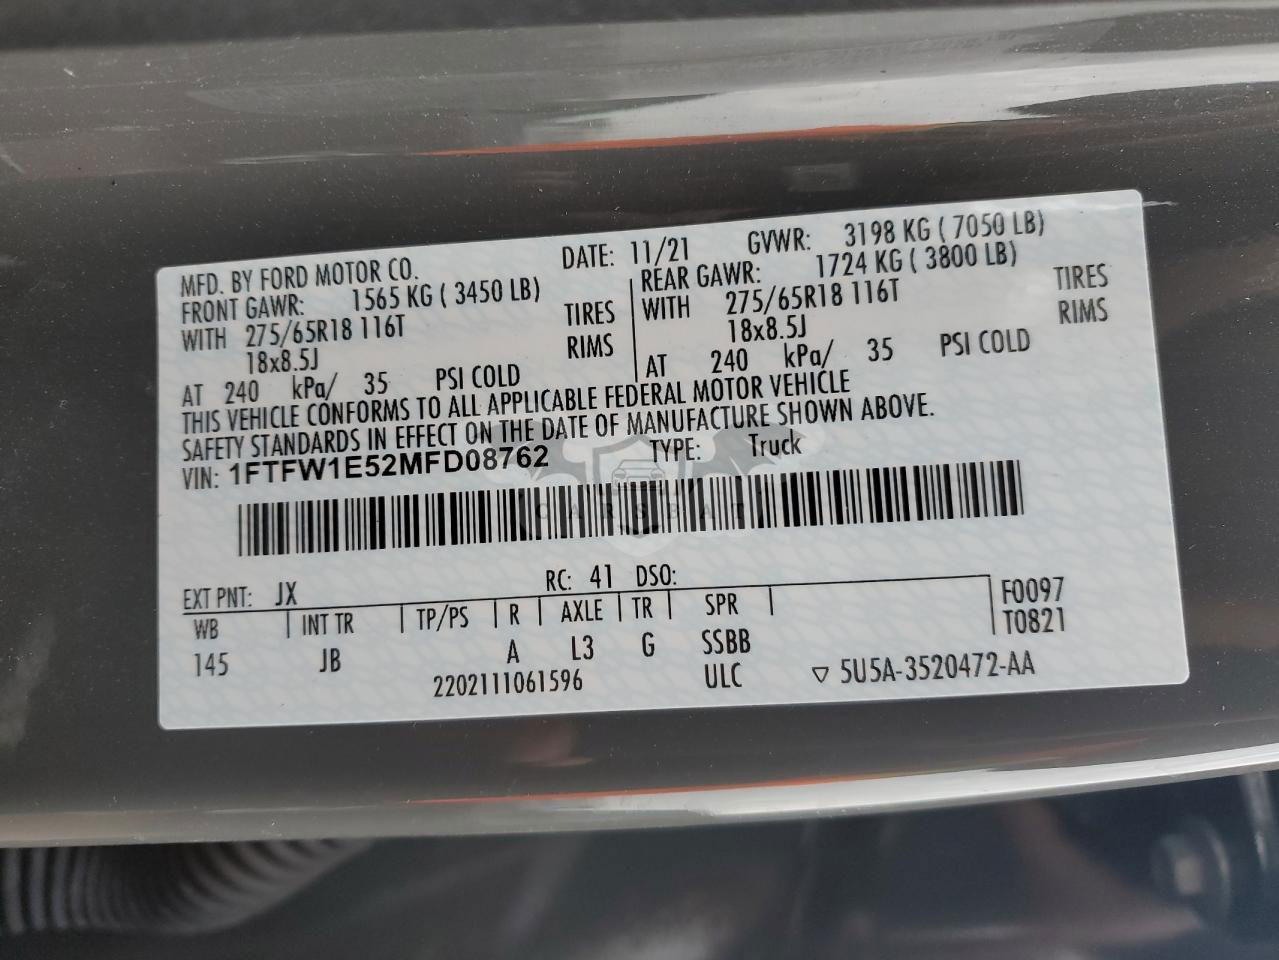 MFD. BY FORD MOTOR CO. DATE: 11/21 GVWR: 3198 KG ( 7050 LB)
FRONT GAWR: 1565 KG ( 3450 LB) REAR GAWR: 1724 KG ( 3800 LB)
WITH 275/65R18 116T TIRES WITH 275/65R18 116T TIRES
18x8.5J RIMS 18x8.5J RIMS
AT 240 kPa/ 35 PSI COLD AT 240 kPa/ 35 PSI COLD
THIS VEHICLE CONFORMS TO ALL APPLICABLE FEDERAL MOTOR VEHICLE
SAFETY STANDARDS IN EFFECT ON THE DATE OF MANUFACTURE SHOWN ABOVE.
VIN: 1FTFW1E52MFD08762 TYPE: Truck
CARSBAT
EXT PNT: JX RC: 41 DSO:
WB INT TR TP/PS R AXLE TR SPR F0097
T0821
145 JB A L3 G SSBB
2202111061596 ULC ▽ 5U5A-3520472-AA